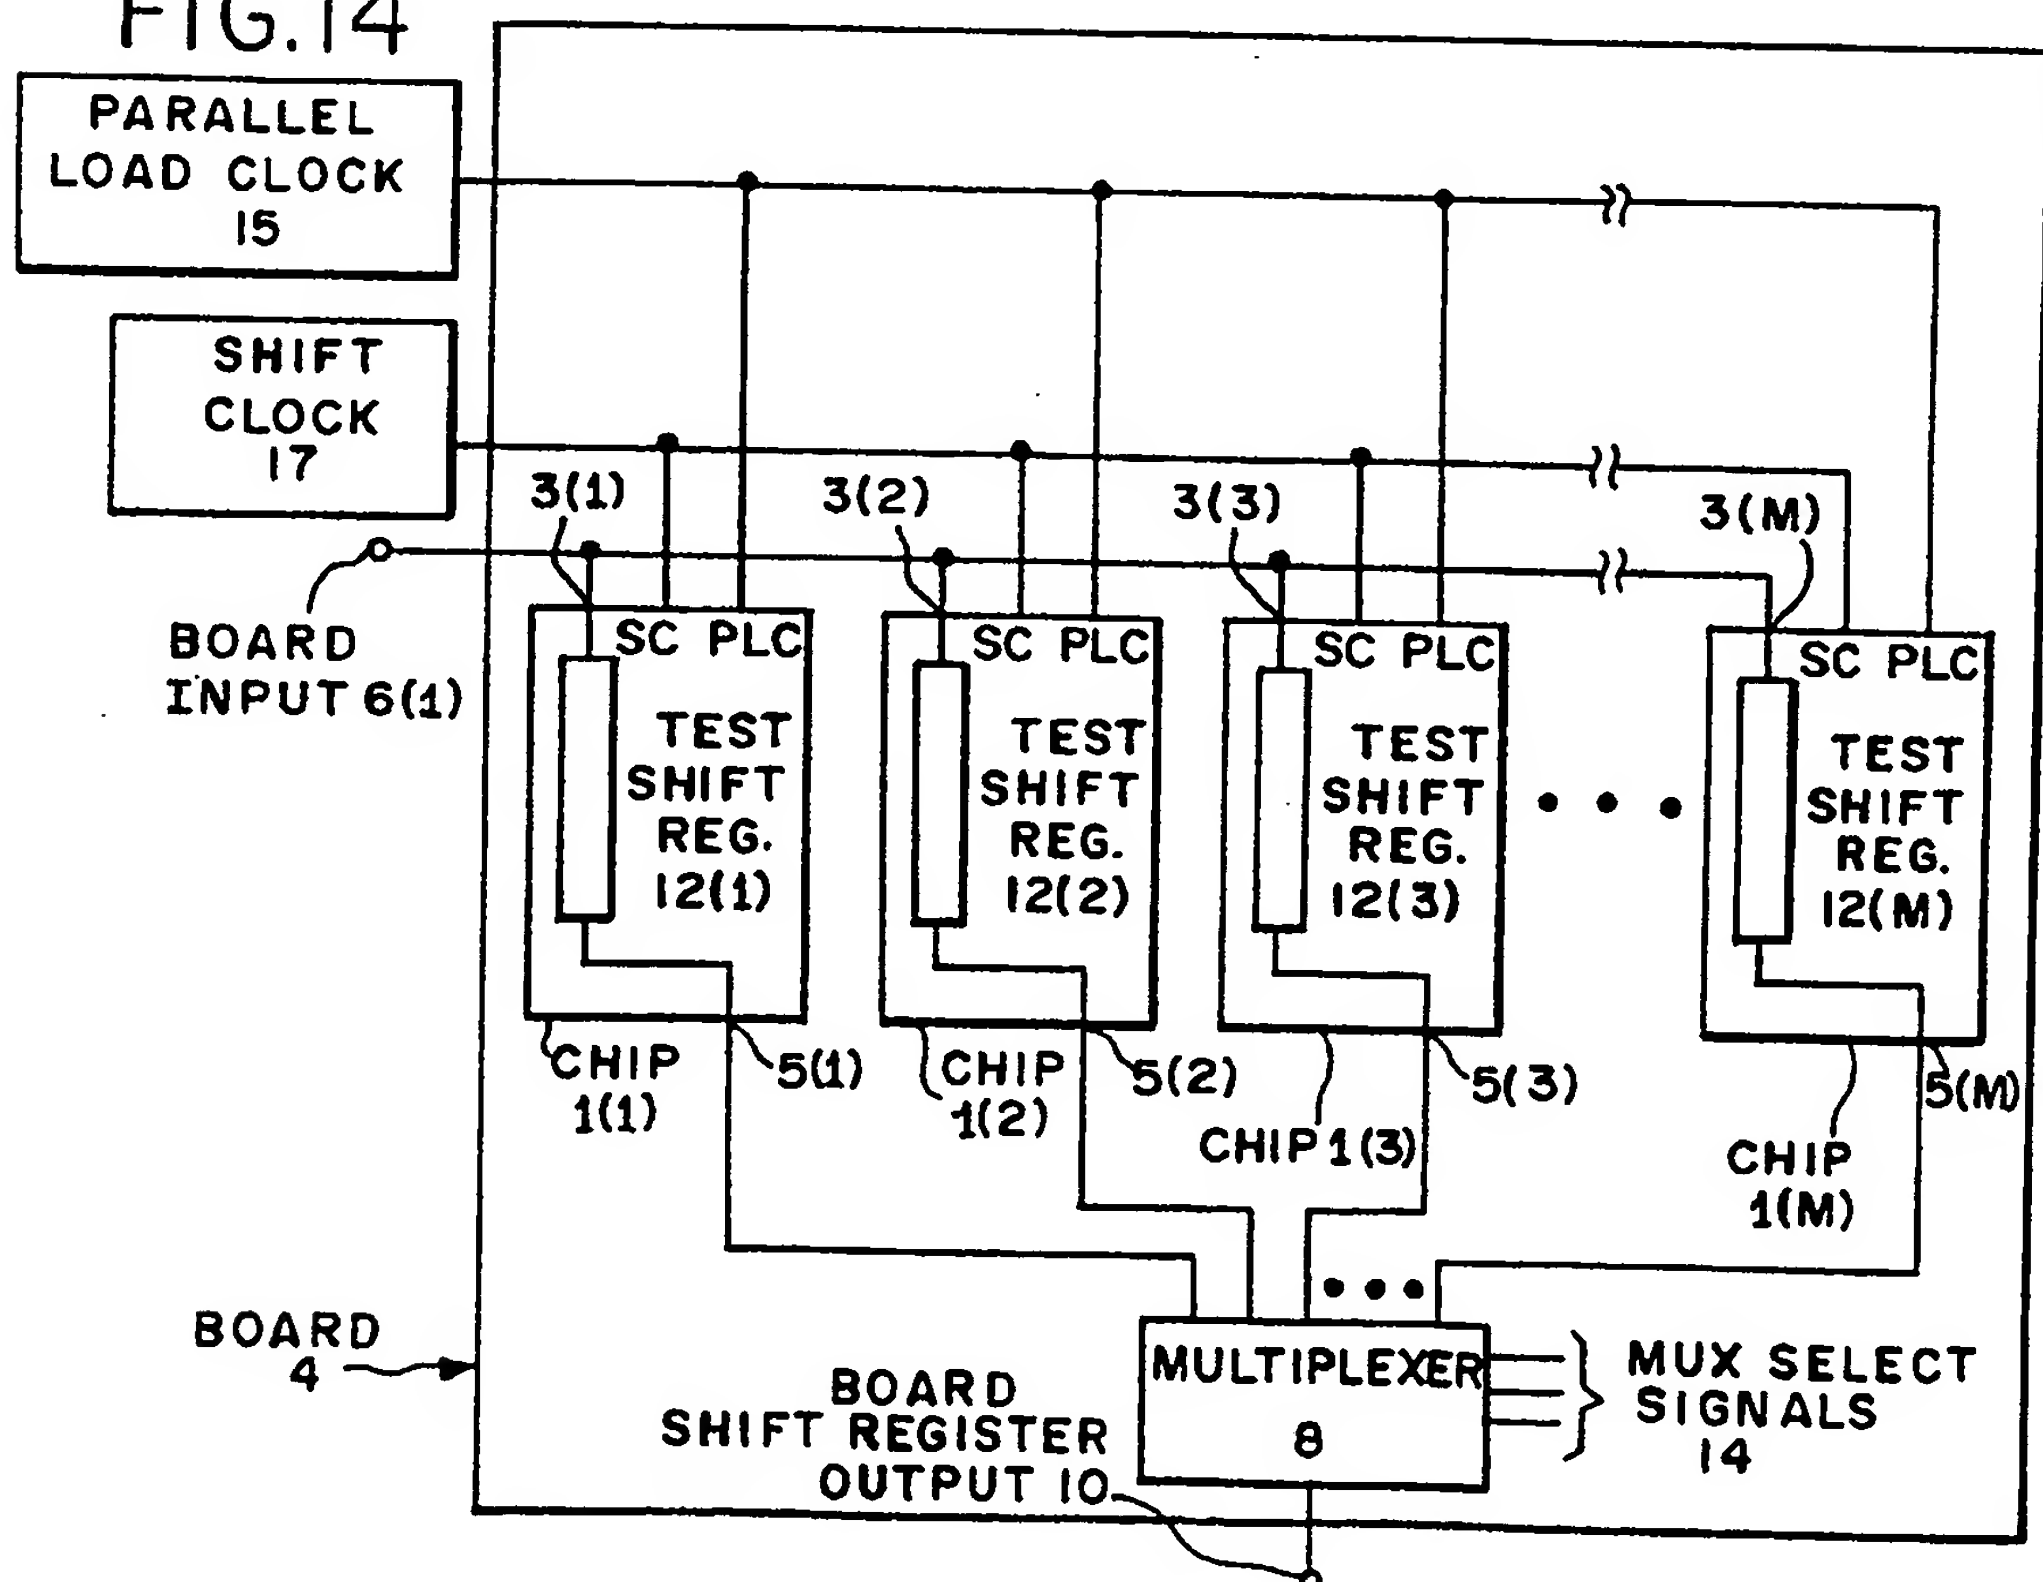 FIG.14
PARALLEL
LOAD CLOCK
15
SHIFT
CLOCK
17
3(1)
3(2)
3(3)
3(M)
BOARD
INPUT 6(1)
SC PLC
TEST
SHIFT
REG.
12(1)
SC PLC
TEST
SHIFT
REG.
12(2)
SC PLC
TEST
SHIFT
REG.
12(3)
SC PLC
TEST
SHIFT
REG.
12(M)
CHIP
1(1)
5(1)
CHIP
1(2)
5(2)
CHIP 1(3)
5(3)
CHIP
1(M)
5(M)
BOARD
4
MULTIPLEXER
8
MUX SELECT
SIGNALS
14
BOARD
SHIFT REGISTER
OUTPUT 10